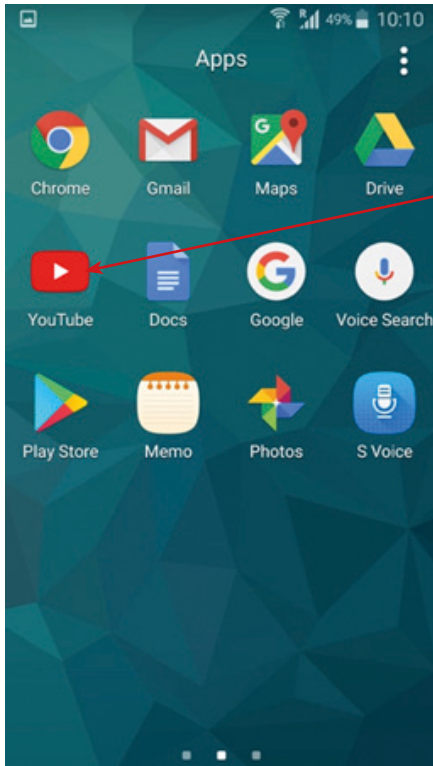 R 49% 10:10
Apps
G
Chrome Gmail Maps Drive
YouTube Docs Google Voice Search
Play Store Memo Photos S Voice